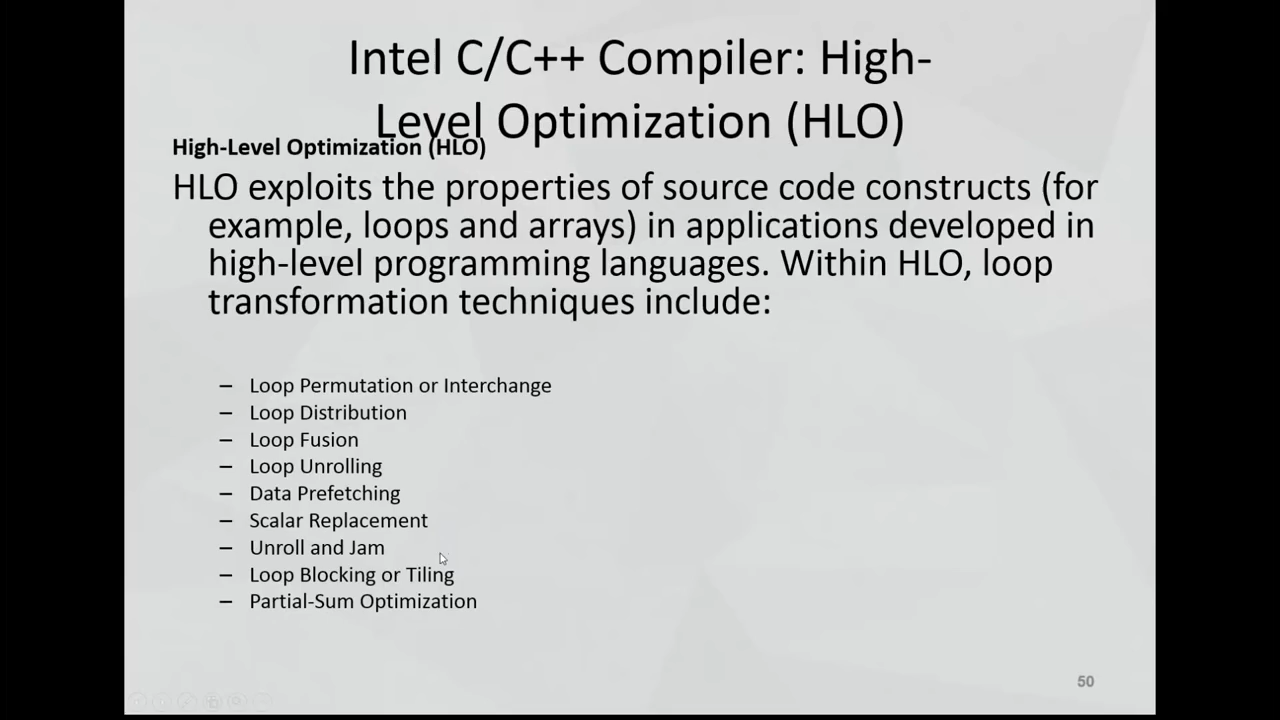 Intel C/C++ Compiler: High-
Level Optimization (HLO)
High-Level Optimization (HLO)
HLO exploits the properties of source code constructs (for
example, loops and arrays) in applications developed in
high-level programming languages. Within HLO, loop
transformation techniques include:
– Loop Permutation or Interchange
– Loop Distribution
– Loop Fusion
– Loop Unrolling
– Data Prefetching
– Scalar Replacement
– Unroll and Jam
– Loop Blocking or Tiling
– Partial-Sum Optimization
50